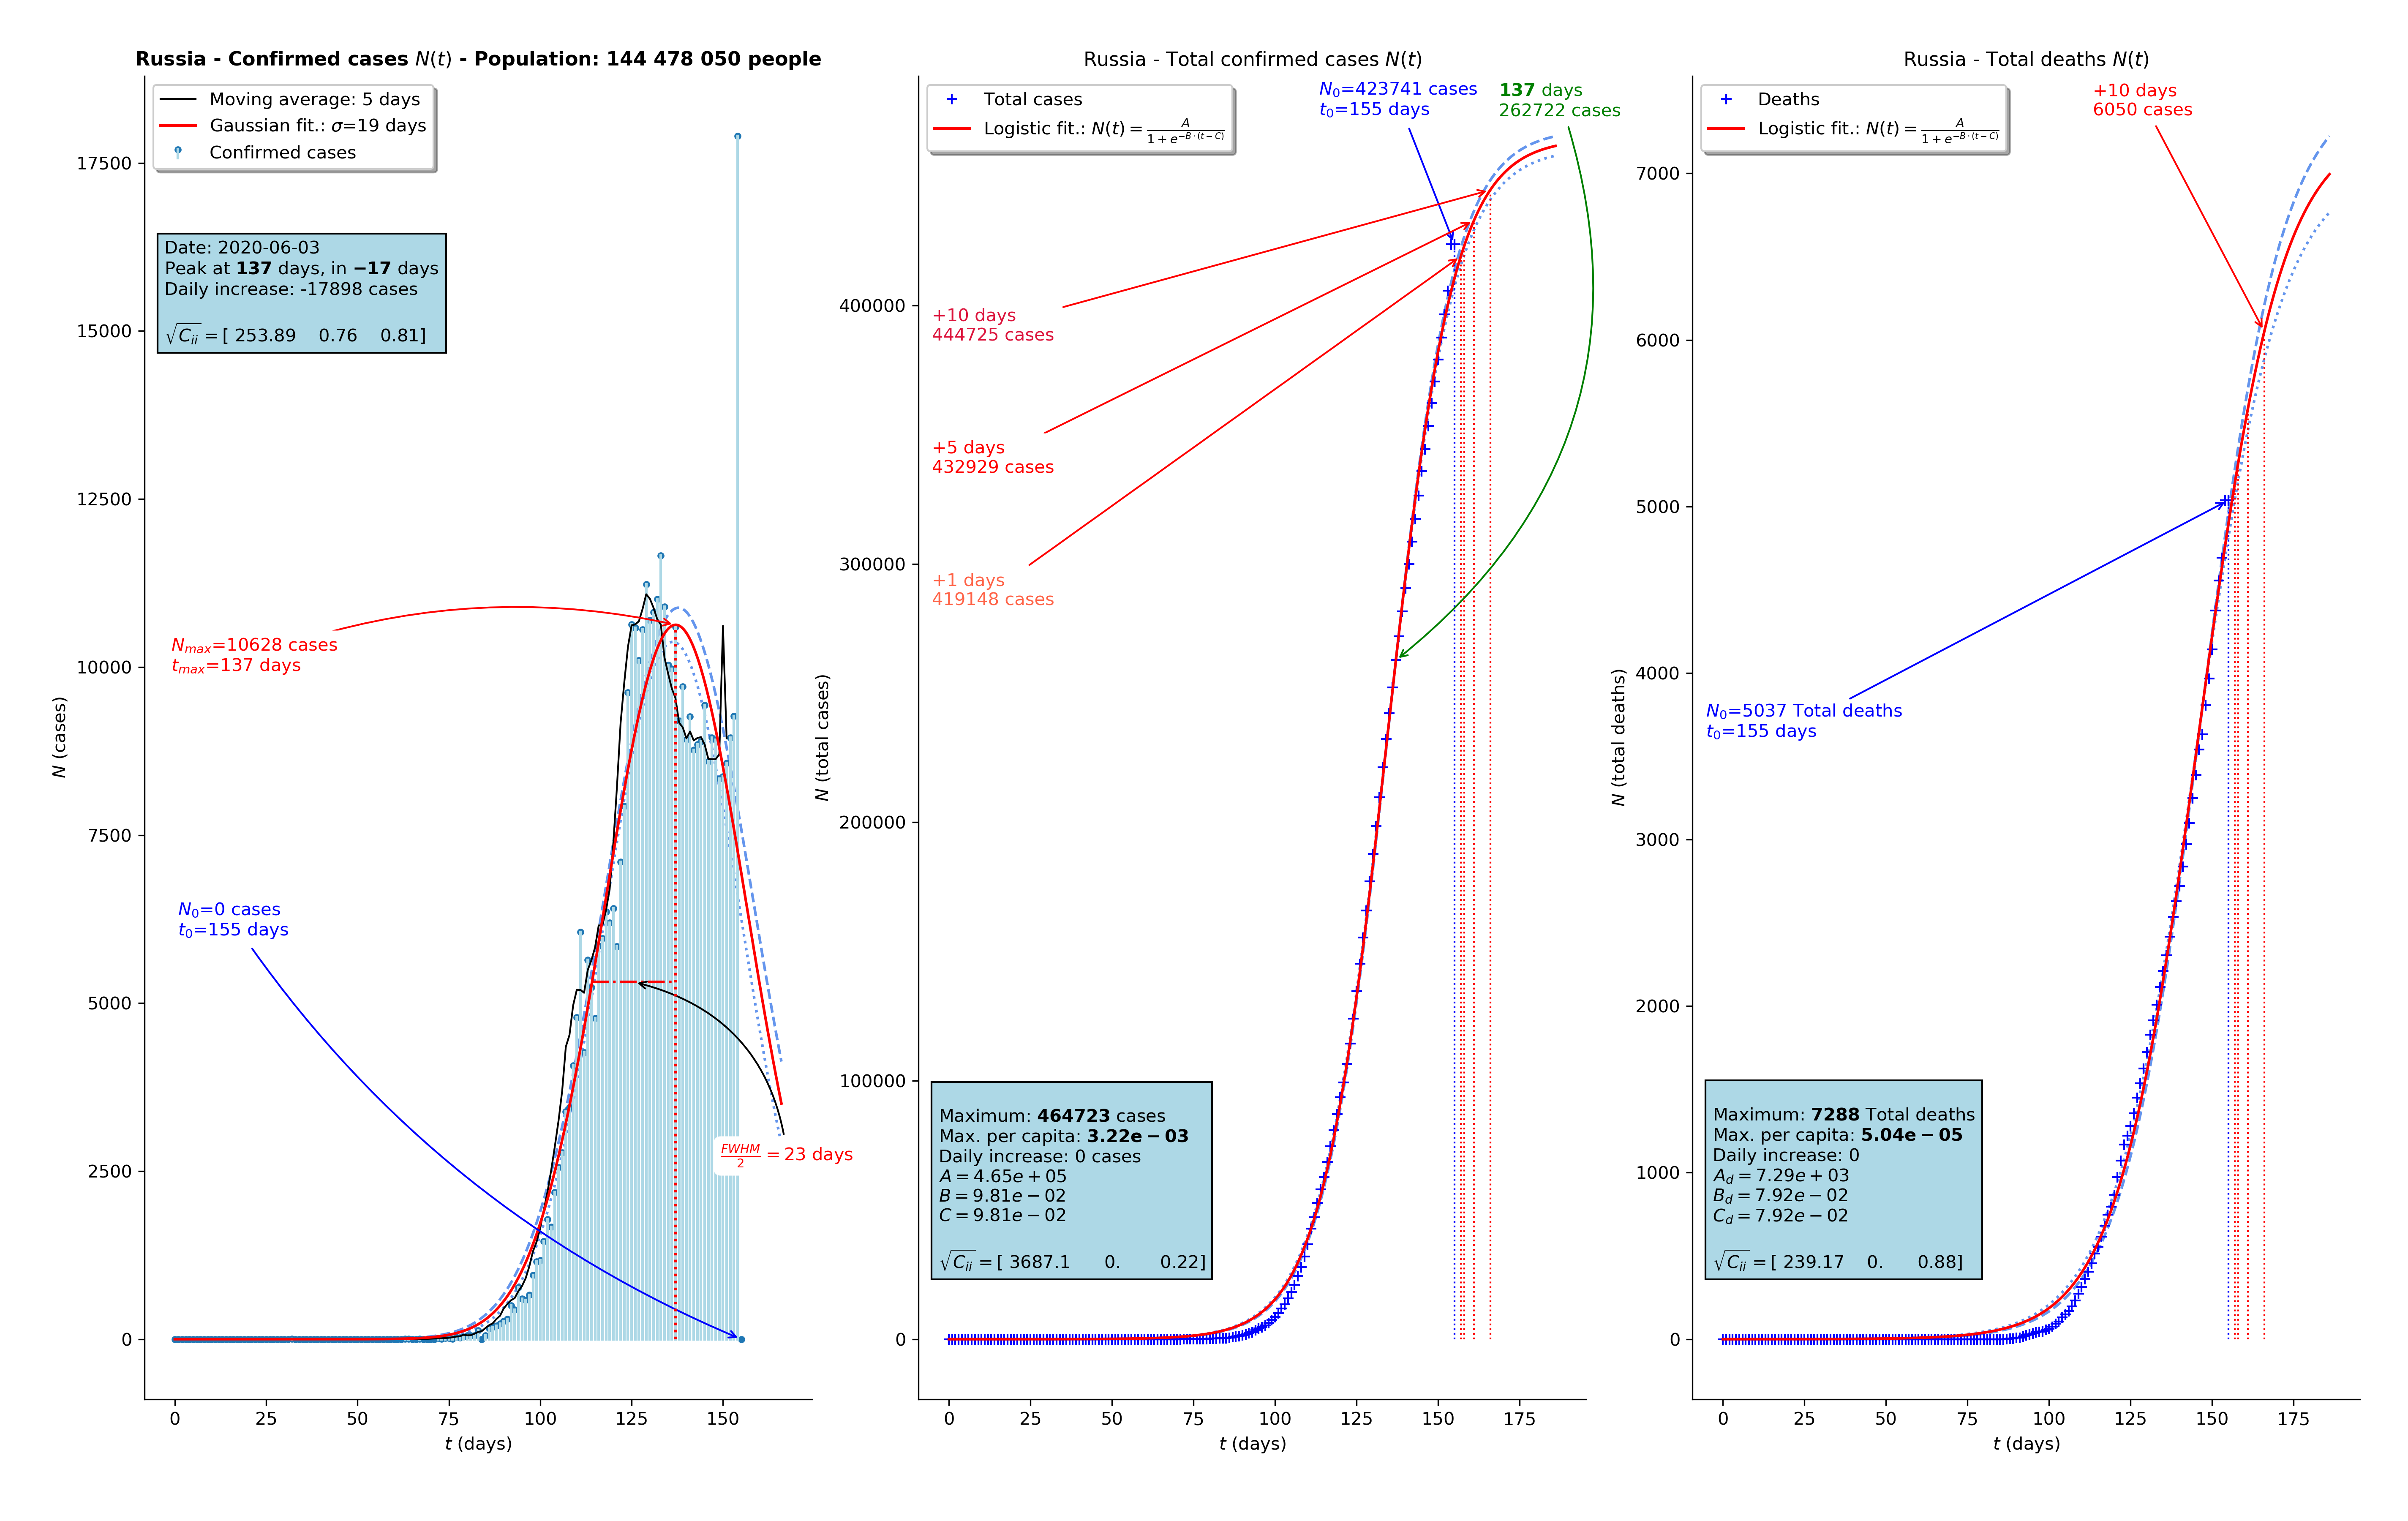 Russia - Confirmed cases N(t) - Population: 144 478 050 people
Moving average: 5 days
Gaussian fit.: σ=19 days
Confirmed cases
Date: 2020-06-03
Peak at 137 days, in −17 days
Daily increase: -17898 cases
√C_ii = [ 253.89 0.76 0.81]
N_max=10628 cases
t_max=137 days
N_0=0 cases
t_0=155 days
FWHM/2 = 23 days
17500
15000
12500
10000
7500
5000
2500
0
N (cases)
0 25 50 75 100 125 150
t (days)
Russia - Total confirmed cases N(t)
Total cases
Logistic fit.: N(t) = A/(1+e^{−B·(t−C)})
N_0=423741 cases
t_0=155 days
137 days
262722 cases
+10 days
444725 cases
+5 days
432929 cases
+1 days
419148 cases
Maximum: 464723 cases
Max. per capita: 3.22e − 03
Daily increase: 0 cases
A = 4.65e + 05
B = 9.81e − 02
C = 9.81e − 02
√C_ii = [ 3687.1 0. 0.22]
400000
300000
200000
100000
0
N (total cases)
0 25 50 75 100 125 150 175
t (days)
Russia - Total deaths N(t)
Deaths
Logistic fit.: N(t) = A/(1+e^{−B·(t−C)})
+10 days
6050 cases
N_0=5037 Total deaths
t_0=155 days
Maximum: 7288 Total deaths
Max. per capita: 5.04e − 05
Daily increase: 0
A_d = 7.29e + 03
B_d = 7.92e − 02
C_d = 7.92e − 02
√C_ii = [ 239.17 0. 0.88]
7000
6000
5000
4000
3000
2000
1000
0
N (total deaths)
0 25 50 75 100 125 150 175
t (days)